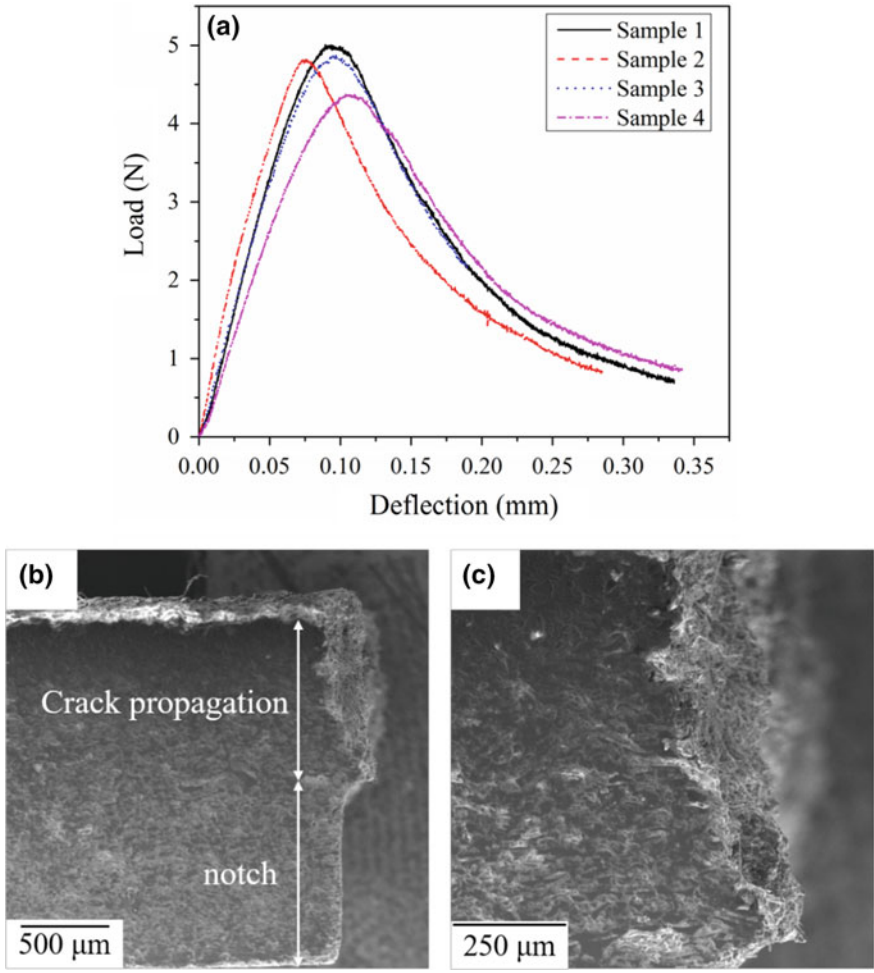 (a)
Sample 1
Sample 2
Sample 3
Sample 4
5
4
3
2
1
0
Load (N)
0.00 0.05 0.10 0.15 0.20 0.25 0.30 0.35
Deflection (mm)
(b)
Crack propagation
notch
500 μm
(c)
250 μm